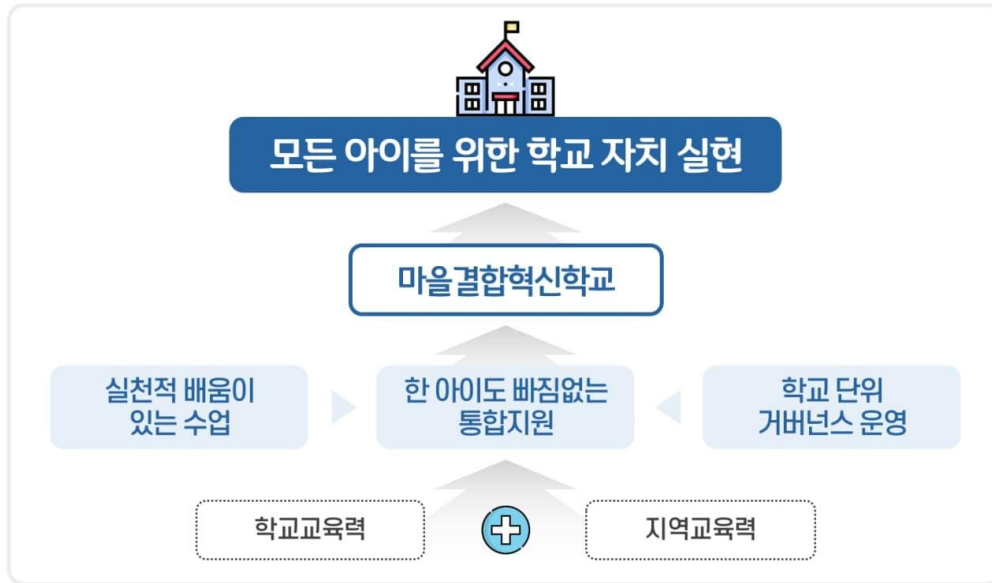 모든 아이를 위한 학교 자치 실현
마을결합혁신학교
실천적 배움이
있는 수업
한 아이도 빠짐없는
통합지원
학교 단위
거버넌스 운영
학교교육력
지역교육력